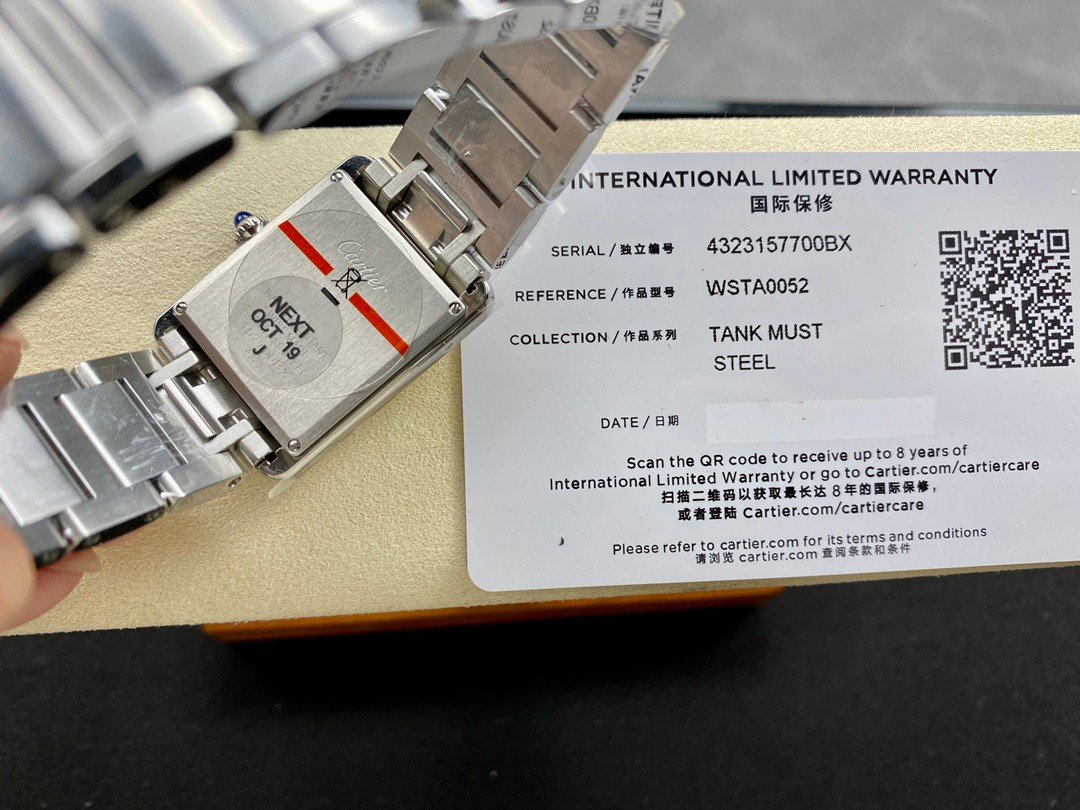 Cartier
NEXT
OCT 19
J
INTERNATIONAL LIMITED WARRANTY
国际保修
SERIAL / 独立编号 4323157700BX
REFERENCE / 作品型号 WSTA0052
COLLECTION / 作品系列 TANK MUST
STEEL
DATE / 日期
Scan the QR code to receive up to 8 years of
International Limited Warranty or go to Cartier.com/cartiercare
扫描二维码以获取最长达 8 年的国际保修，
或者登陆 Cartier.com/cartiercare
Please refer to cartier.com for its terms and conditions
请浏览 cartier.com 查阅条款和条件